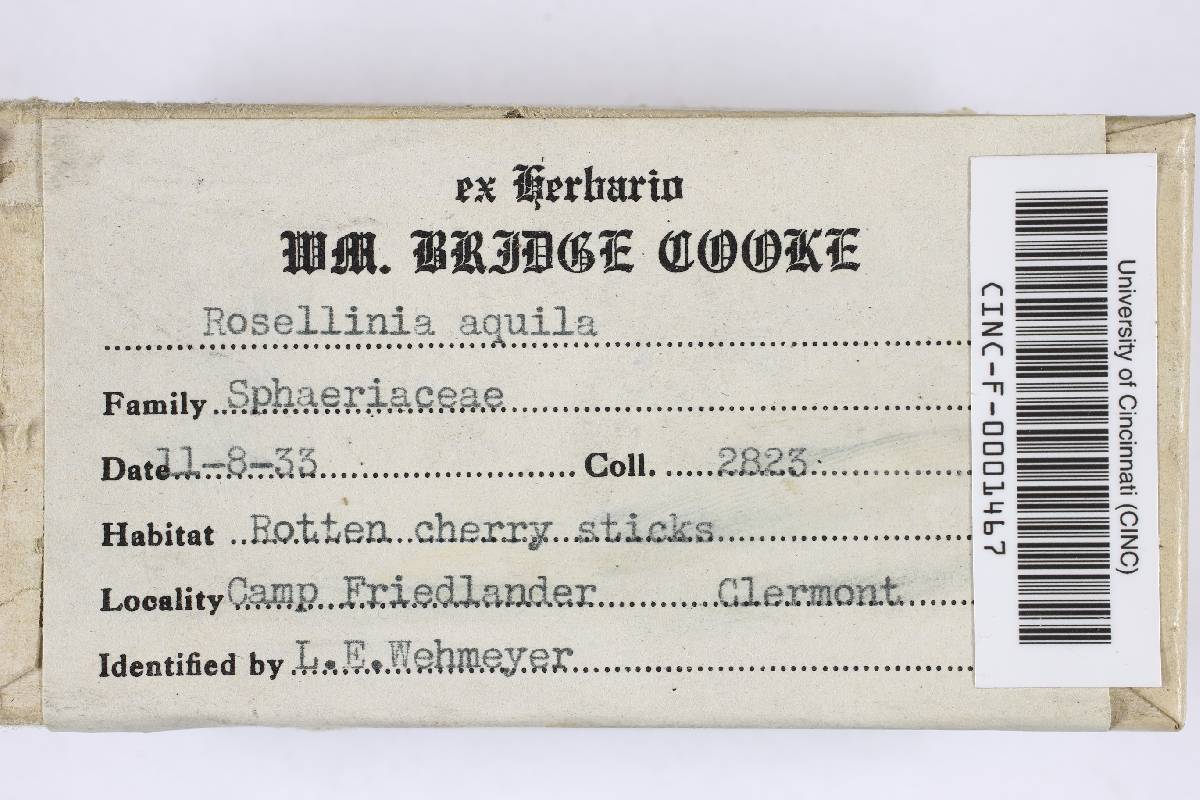 ex Herbario
WM. BRIDGE COOKE
Rosellinia aquila
Family Sphaeriaceae
Date 11-8-33 Coll. 2823
Habitat Rotten cherry sticks
Locality Camp Friedlander Clermont
Identified by L.E.Wehmeyer
University of Cincinnati (CINC)
CINC-F-0001467